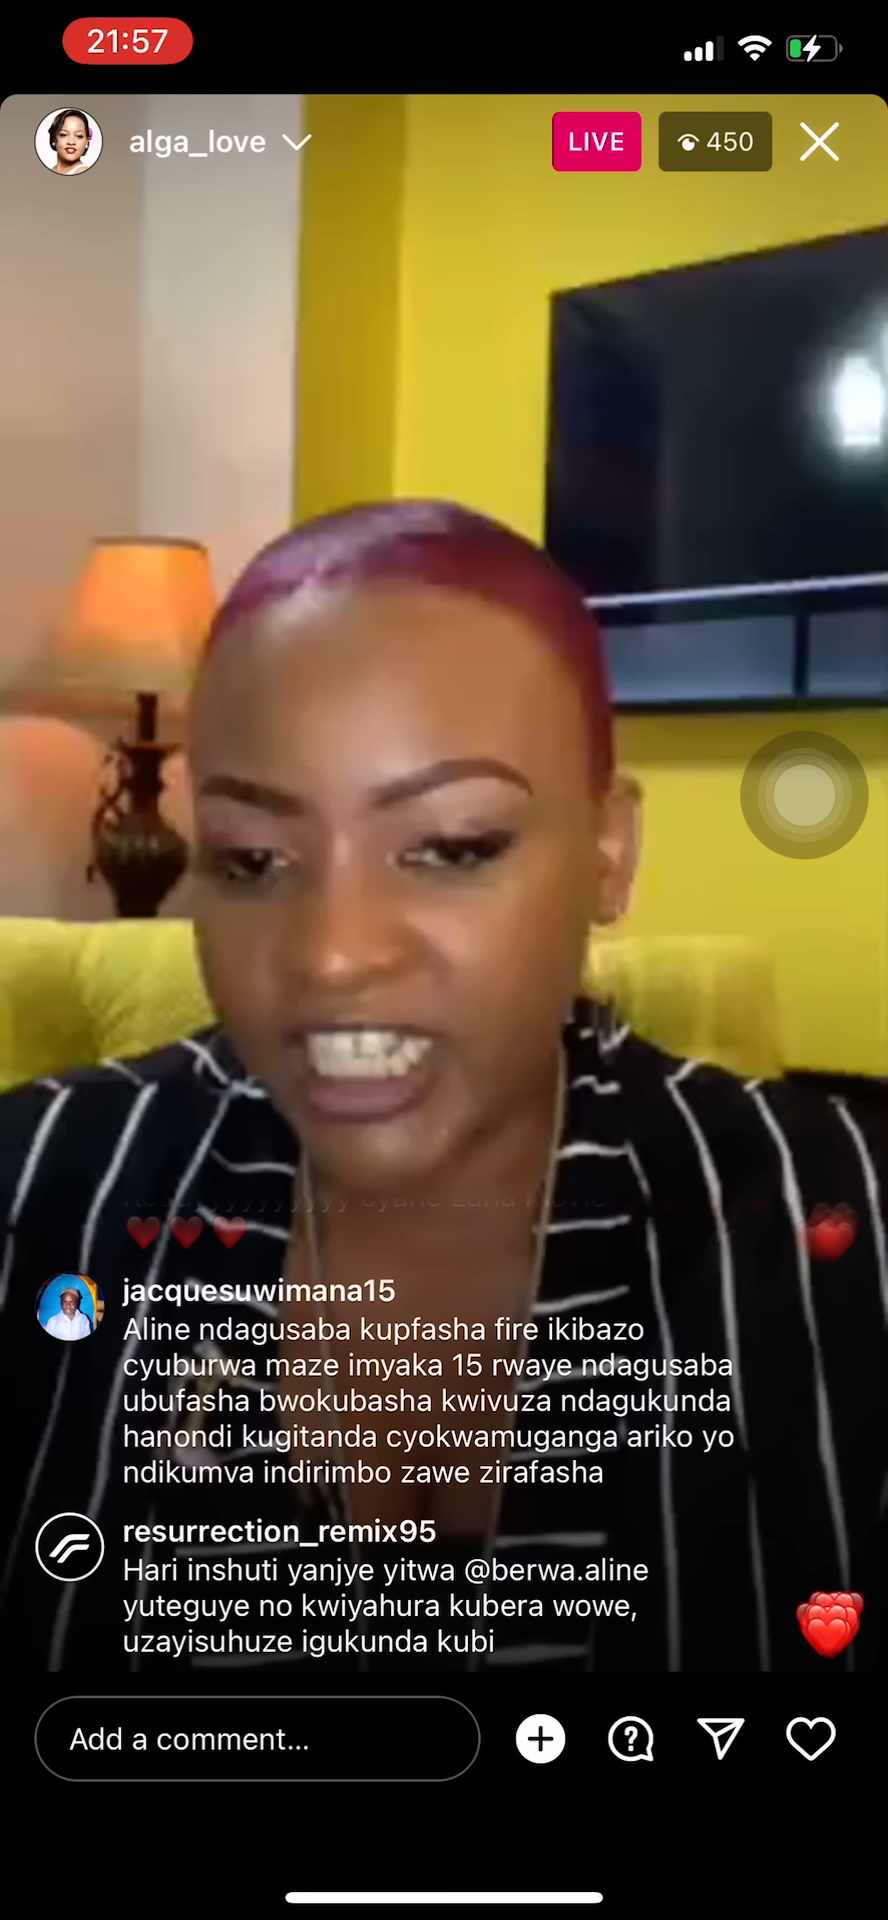 21:57
alga_love
LIVE
450
jacquesuwimana15
Aline ndagusaba kupfasha fire ikibazo
cyuburwa maze imyaka 15 rwaye ndagusaba
ubufasha bwokubasha kwivuza ndagukunda
hanondi kugitanda cyokwamuganga ariko yo
ndikumva indirimbo zawe zirafasha
resurrection_remix95
Hari inshuti yanjye yitwa @berwa.aline
yuteguye no kwiyahura kubera wowe,
uzayisuhuze igukunda kubi
Add a comment...